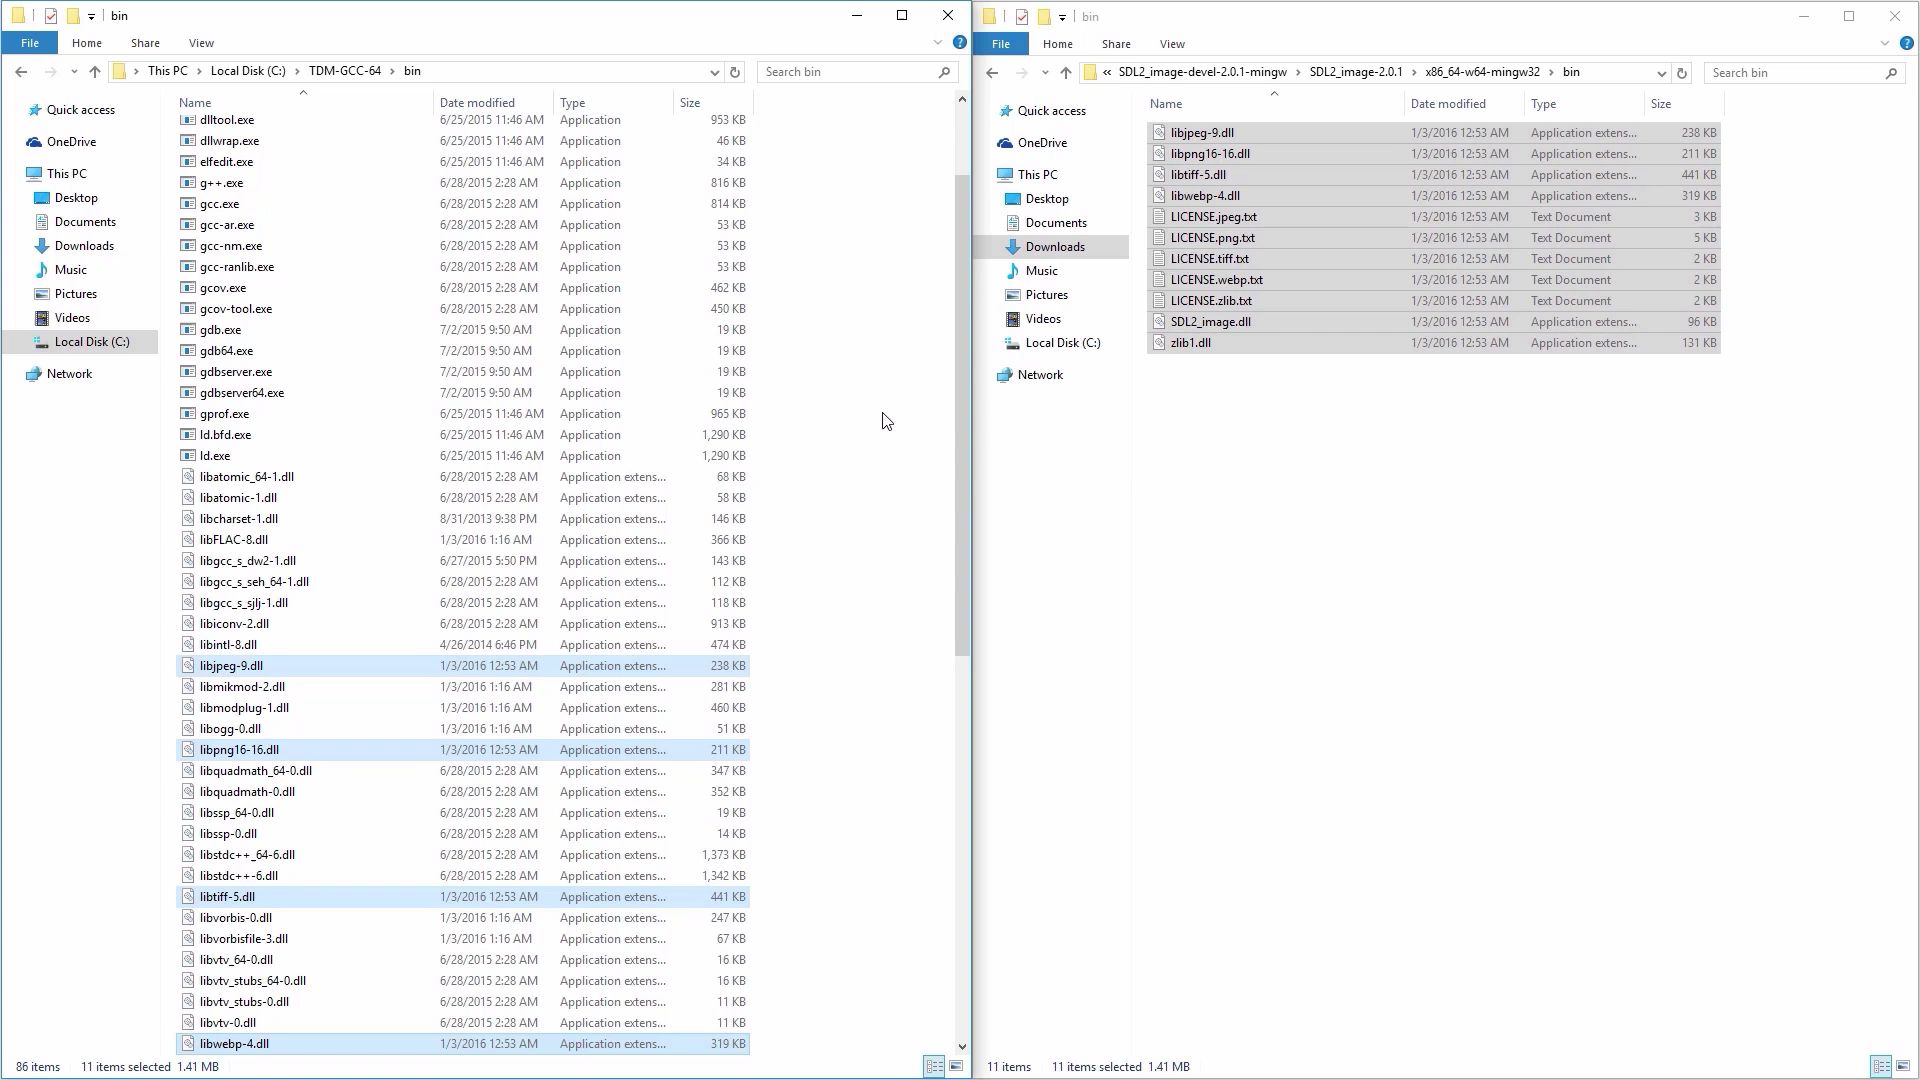 bin
File Home Share View
This PC > Local Disk (C:) > TDM-GCC-64 > bin
Search bin
Quick access
OneDrive
This PC
Desktop
Documents
Downloads
Music
Pictures
Videos
Local Disk (C:)
Network
Name Date modified Type Size
dlltool.exe 6/25/2015 11:46 AM Application 953 KB
dllwrap.exe 6/25/2015 11:46 AM Application 46 KB
elfedit.exe 6/25/2015 11:46 AM Application 34 KB
g++.exe 6/28/2015 2:28 AM Application 816 KB
gcc.exe 6/28/2015 2:28 AM Application 814 KB
gcc-ar.exe 6/28/2015 2:28 AM Application 53 KB
gcc-nm.exe 6/28/2015 2:28 AM Application 53 KB
gcc-ranlib.exe 6/28/2015 2:28 AM Application 53 KB
gcov.exe 6/28/2015 2:28 AM Application 462 KB
gcov-tool.exe 6/28/2015 2:28 AM Application 450 KB
gdb.exe 7/2/2015 9:50 AM Application 19 KB
gdb64.exe 7/2/2015 9:50 AM Application 19 KB
gdbserver.exe 7/2/2015 9:50 AM Application 19 KB
gdbserver64.exe 7/2/2015 9:50 AM Application 19 KB
gprof.exe 6/25/2015 11:46 AM Application 965 KB
ld.bfd.exe 6/25/2015 11:46 AM Application 1,290 KB
ld.exe 6/25/2015 11:46 AM Application 1,290 KB
libatomic_64-1.dll 6/28/2015 2:28 AM Application extens... 68 KB
libatomic-1.dll 6/28/2015 2:28 AM Application extens... 58 KB
libcharset-1.dll 8/31/2013 9:38 PM Application extens... 146 KB
libFLAC-8.dll 1/3/2016 1:16 AM Application extens... 366 KB
libgcc_s_dw2-1.dll 6/27/2015 5:50 PM Application extens... 143 KB
libgcc_s_seh_64-1.dll 6/28/2015 2:28 AM Application extens... 112 KB
libgcc_s_sjlj-1.dll 6/28/2015 2:28 AM Application extens... 118 KB
libiconv-2.dll 6/28/2015 2:28 AM Application extens... 913 KB
libintl-8.dll 4/26/2014 6:46 PM Application extens... 474 KB
libjpeg-9.dll 1/3/2016 12:53 AM Application extens... 238 KB
libmikmod-2.dll 1/3/2016 1:16 AM Application extens... 281 KB
libmodplug-1.dll 1/3/2016 1:16 AM Application extens... 460 KB
libogg-0.dll 1/3/2016 1:16 AM Application extens... 51 KB
libpng16-16.dll 1/3/2016 12:53 AM Application extens... 211 KB
libquadmath_64-0.dll 6/28/2015 2:28 AM Application extens... 347 KB
libquadmath-0.dll 6/28/2015 2:28 AM Application extens... 352 KB
libssp_64-0.dll 6/28/2015 2:28 AM Application extens... 19 KB
libssp-0.dll 6/28/2015 2:28 AM Application extens... 14 KB
libstdc++_64-6.dll 6/28/2015 2:28 AM Application extens... 1,373 KB
libstdc++-6.dll 6/28/2015 2:28 AM Application extens... 1,342 KB
libtiff-5.dll 1/3/2016 12:53 AM Application extens... 441 KB
libvorbis-0.dll 1/3/2016 1:16 AM Application extens... 247 KB
libvorbisfile-3.dll 1/3/2016 1:16 AM Application extens... 67 KB
libvtv_64-0.dll 6/28/2015 2:28 AM Application extens... 16 KB
libvtv_stubs_64-0.dll 6/28/2015 2:28 AM Application extens... 16 KB
libvtv_stubs-0.dll 6/28/2015 2:28 AM Application extens... 11 KB
libvtv-0.dll 6/28/2015 2:28 AM Application extens... 11 KB
libwebp-4.dll 1/3/2016 12:53 AM Application extens... 319 KB
86 items 11 items selected 1.41 MB
bin
File Home Share View
« SDL2_image-devel-2.0.1-mingw > SDL2_image-2.0.1 > x86_64-w64-mingw32 > bin
Search bin
Quick access
OneDrive
This PC
Desktop
Documents
Downloads
Music
Pictures
Videos
Local Disk (C:)
Network
Name Date modified Type Size
libjpeg-9.dll 1/3/2016 12:53 AM Application extens... 238 KB
libpng16-16.dll 1/3/2016 12:53 AM Application extens... 211 KB
libtiff-5.dll 1/3/2016 12:53 AM Application extens... 441 KB
libwebp-4.dll 1/3/2016 12:53 AM Application extens... 319 KB
LICENSE.jpeg.txt 1/3/2016 12:53 AM Text Document 3 KB
LICENSE.png.txt 1/3/2016 12:53 AM Text Document 5 KB
LICENSE.tiff.txt 1/3/2016 12:53 AM Text Document 2 KB
LICENSE.webp.txt 1/3/2016 12:53 AM Text Document 2 KB
LICENSE.zlib.txt 1/3/2016 12:53 AM Text Document 2 KB
SDL2_image.dll 1/3/2016 12:53 AM Application extens... 96 KB
zlib1.dll 1/3/2016 12:53 AM Application extens... 131 KB
11 items 11 items selected 1.41 MB